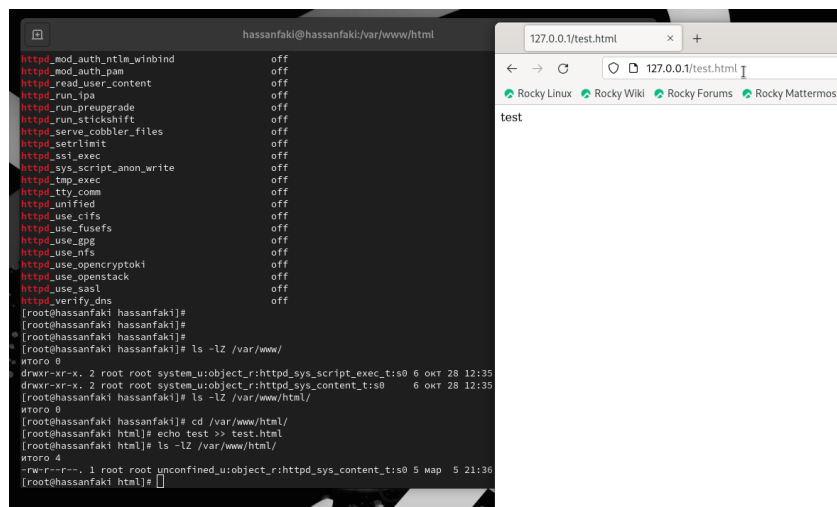 hassanfaki@hassanfaki:/var/www/html
httpd_mod_auth_ntlm_winbind off
httpd_mod_auth_pam off
httpd_read_user_content off
httpd_run_ipa off
httpd_run_preupgrade off
httpd_run_stickshift off
httpd_serve_cobbler_files off
httpd_setrlimit off
httpd_ssi_exec off
httpd_sys_script_anon_write off
httpd_tmp_exec off
httpd_tty_comm off
httpd_unified off
httpd_use_cifs off
httpd_use_fusefs off
httpd_use_gpg off
httpd_use_nfs off
httpd_use_opencryptoki off
httpd_use_openstack off
httpd_use_sasl off
httpd_verify_dns off
[root@hassanfaki hassanfaki]#
[root@hassanfaki hassanfaki]#
[root@hassanfaki hassanfaki]#
[root@hassanfaki hassanfaki]# ls -lZ /var/www/
итого 0
drwxr-xr-x. 2 root root system_u:object_r:httpd_sys_script_exec_t:s0 6 окт 28 12:35
drwxr-xr-x. 2 root root system_u:object_r:httpd_sys_content_t:s0 6 окт 28 12:35
[root@hassanfaki hassanfaki]# ls -lZ /var/www/html/
итого 0
[root@hassanfaki hassanfaki]# cd /var/www/html/
[root@hassanfaki html]# echo test >> test.html
[root@hassanfaki html]# ls -lZ /var/www/html/
итого 4
-rw-r--r--. 1 root root unconfined_u:object_r:httpd_sys_content_t:s0 5 мар 5 21:36
[root@hassanfaki html]#
127.0.0.1/test.html
127.0.0.1/test.html
Rocky Linux Rocky Wiki Rocky Forums Rocky Mattermos
test